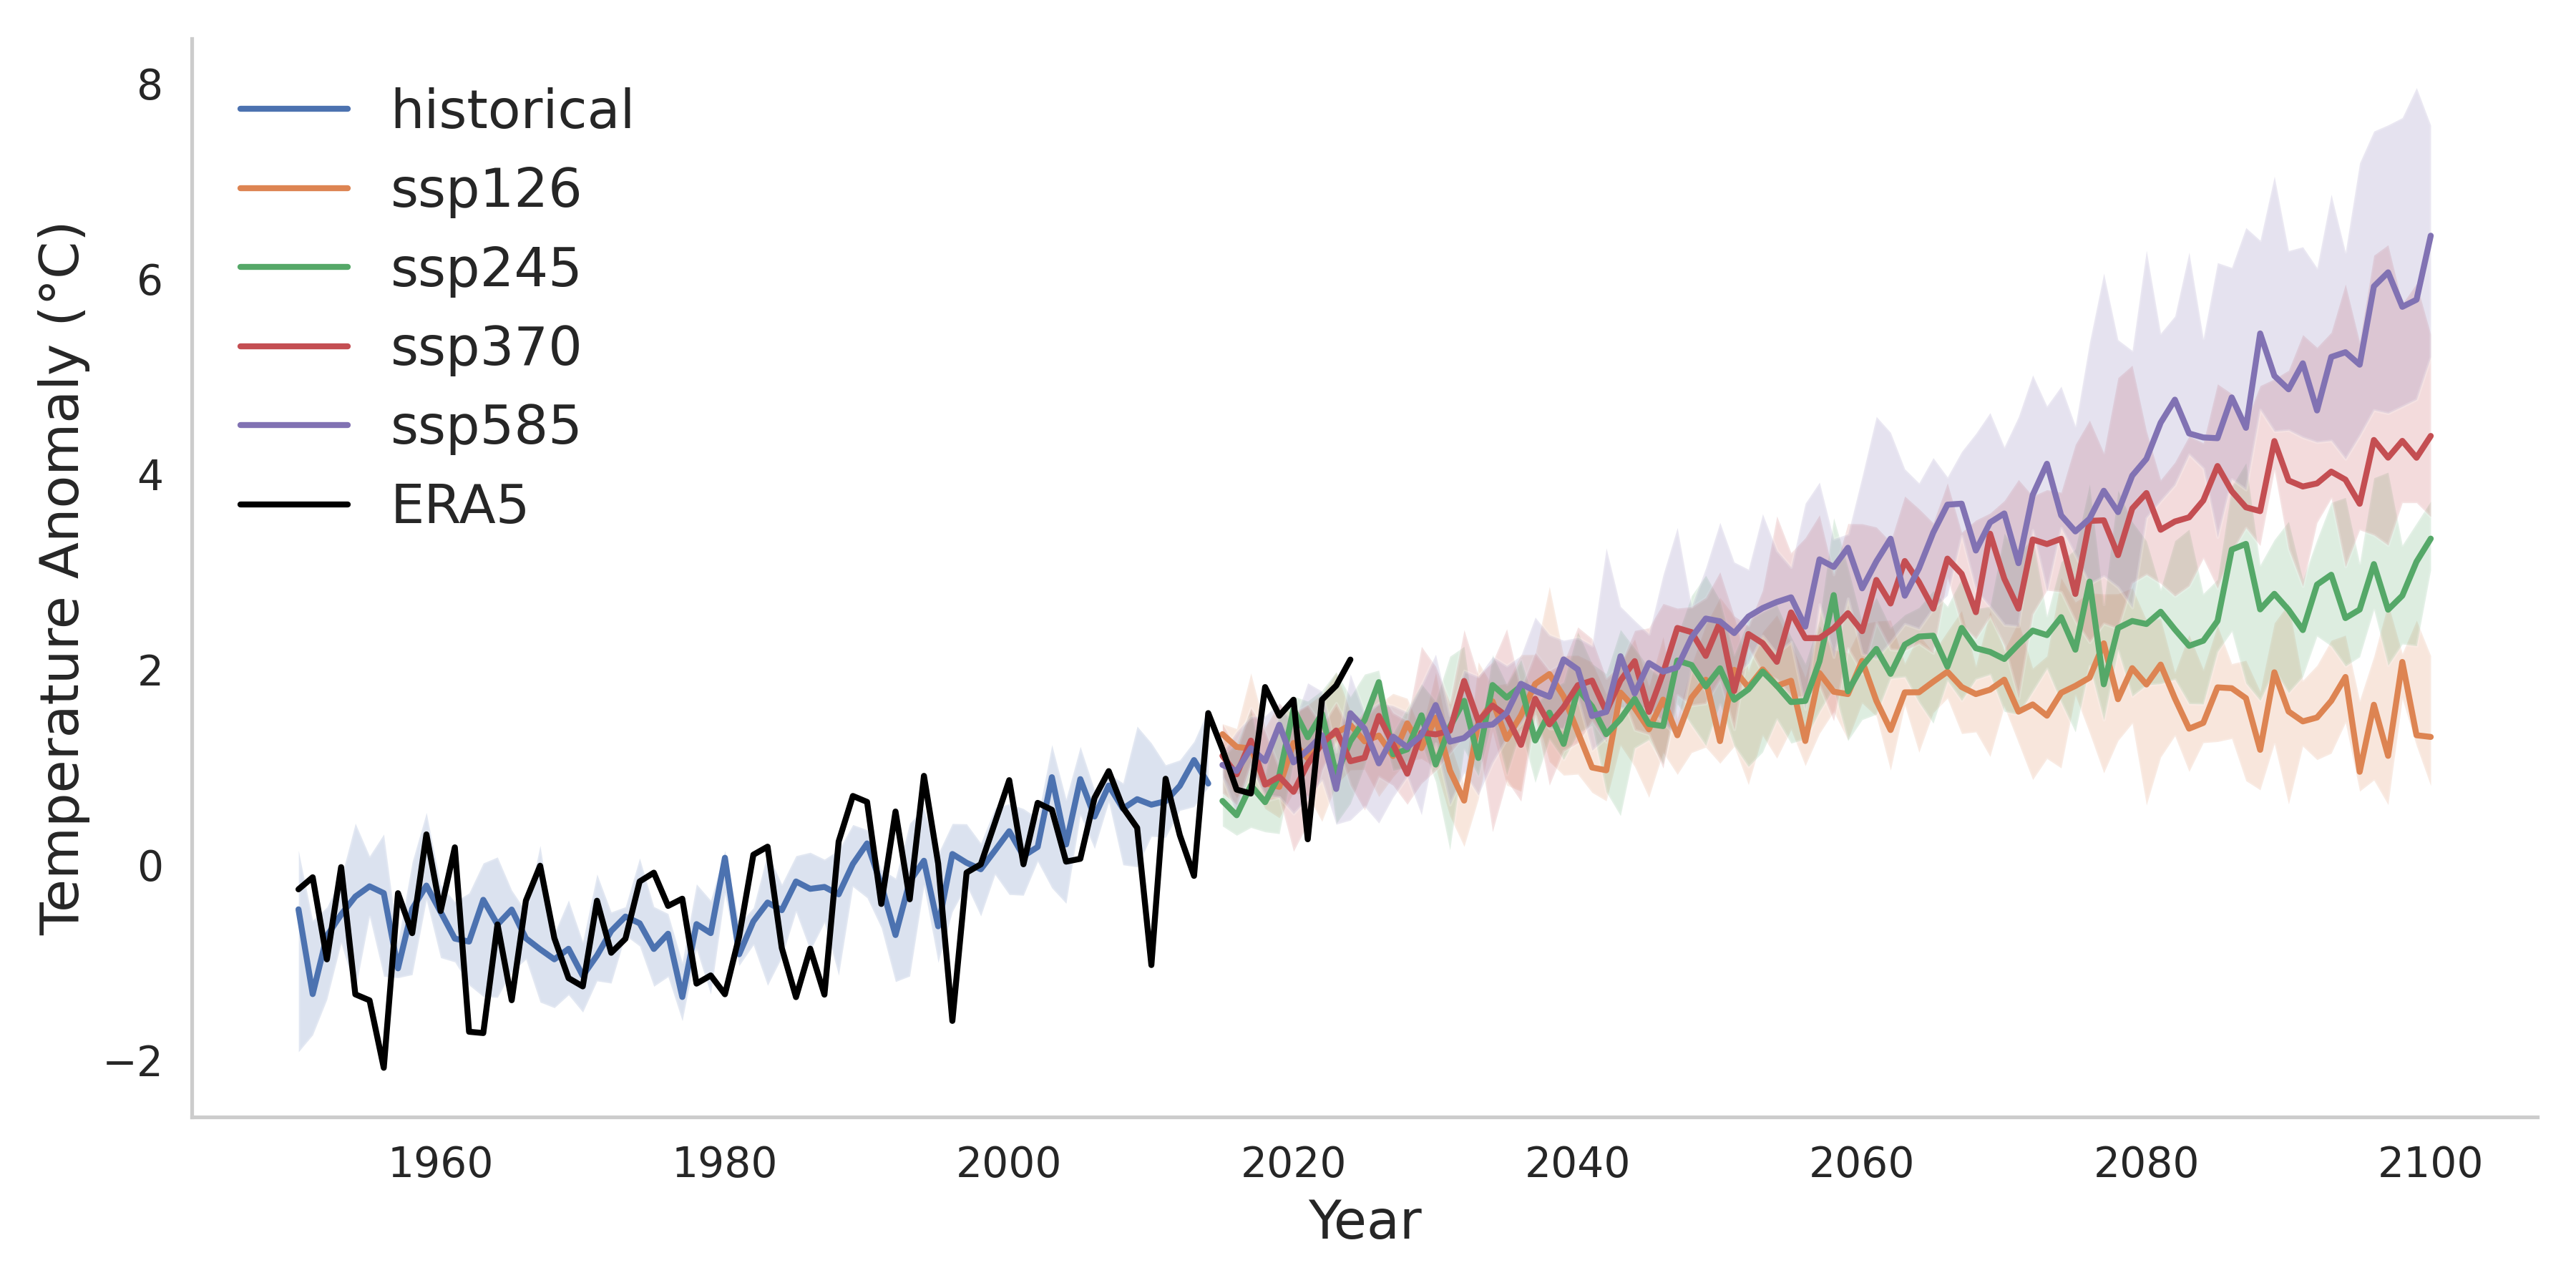 Temperature Anomaly (°C)
8
6
4
2
0
−2
historical
ssp126
ssp245
ssp370
ssp585
ERA5
1960 1980 2000 2020 2040 2060 2080 2100
Year